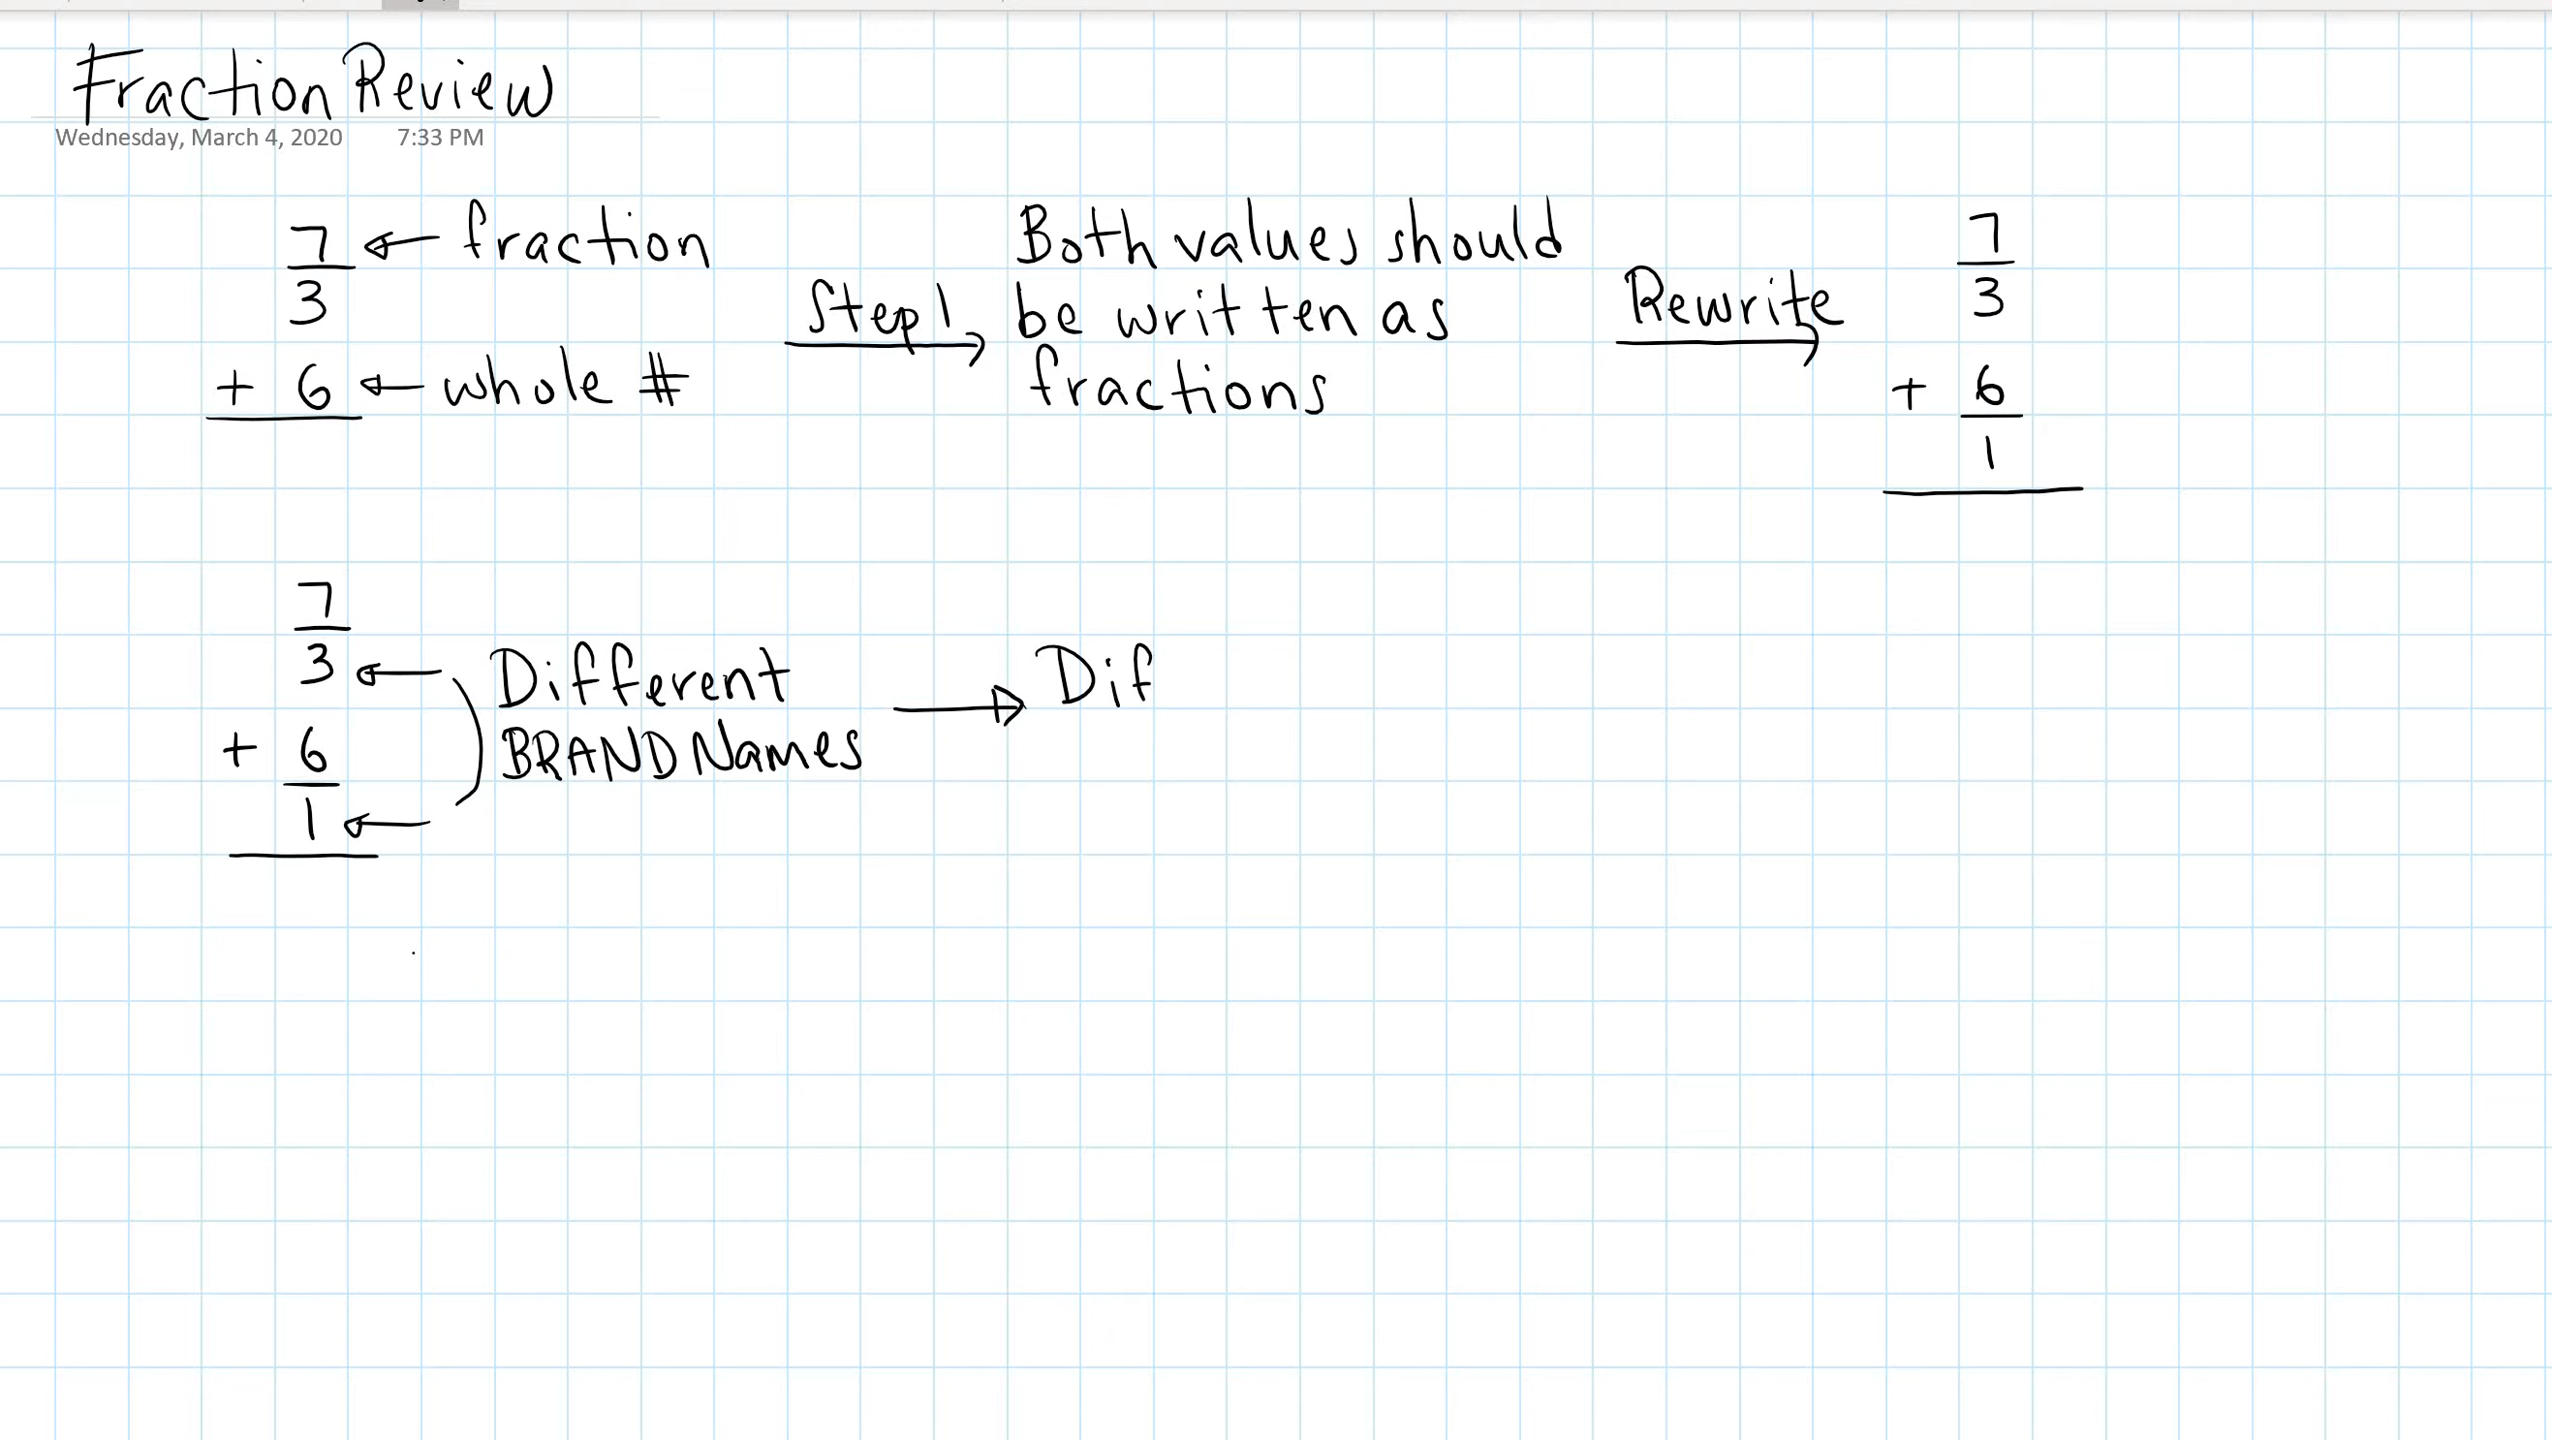 Fraction Review
Wednesday, March 4, 2020 7:33 PM
7 ← fraction
3
+ 6 ← whole #
Step 1 →
Both values should
be written as
fractions
Rewrite →
7
3
+ 6
1
7
3 ←
+ 6
1 ←
Different
BRAND Names
→ Dif